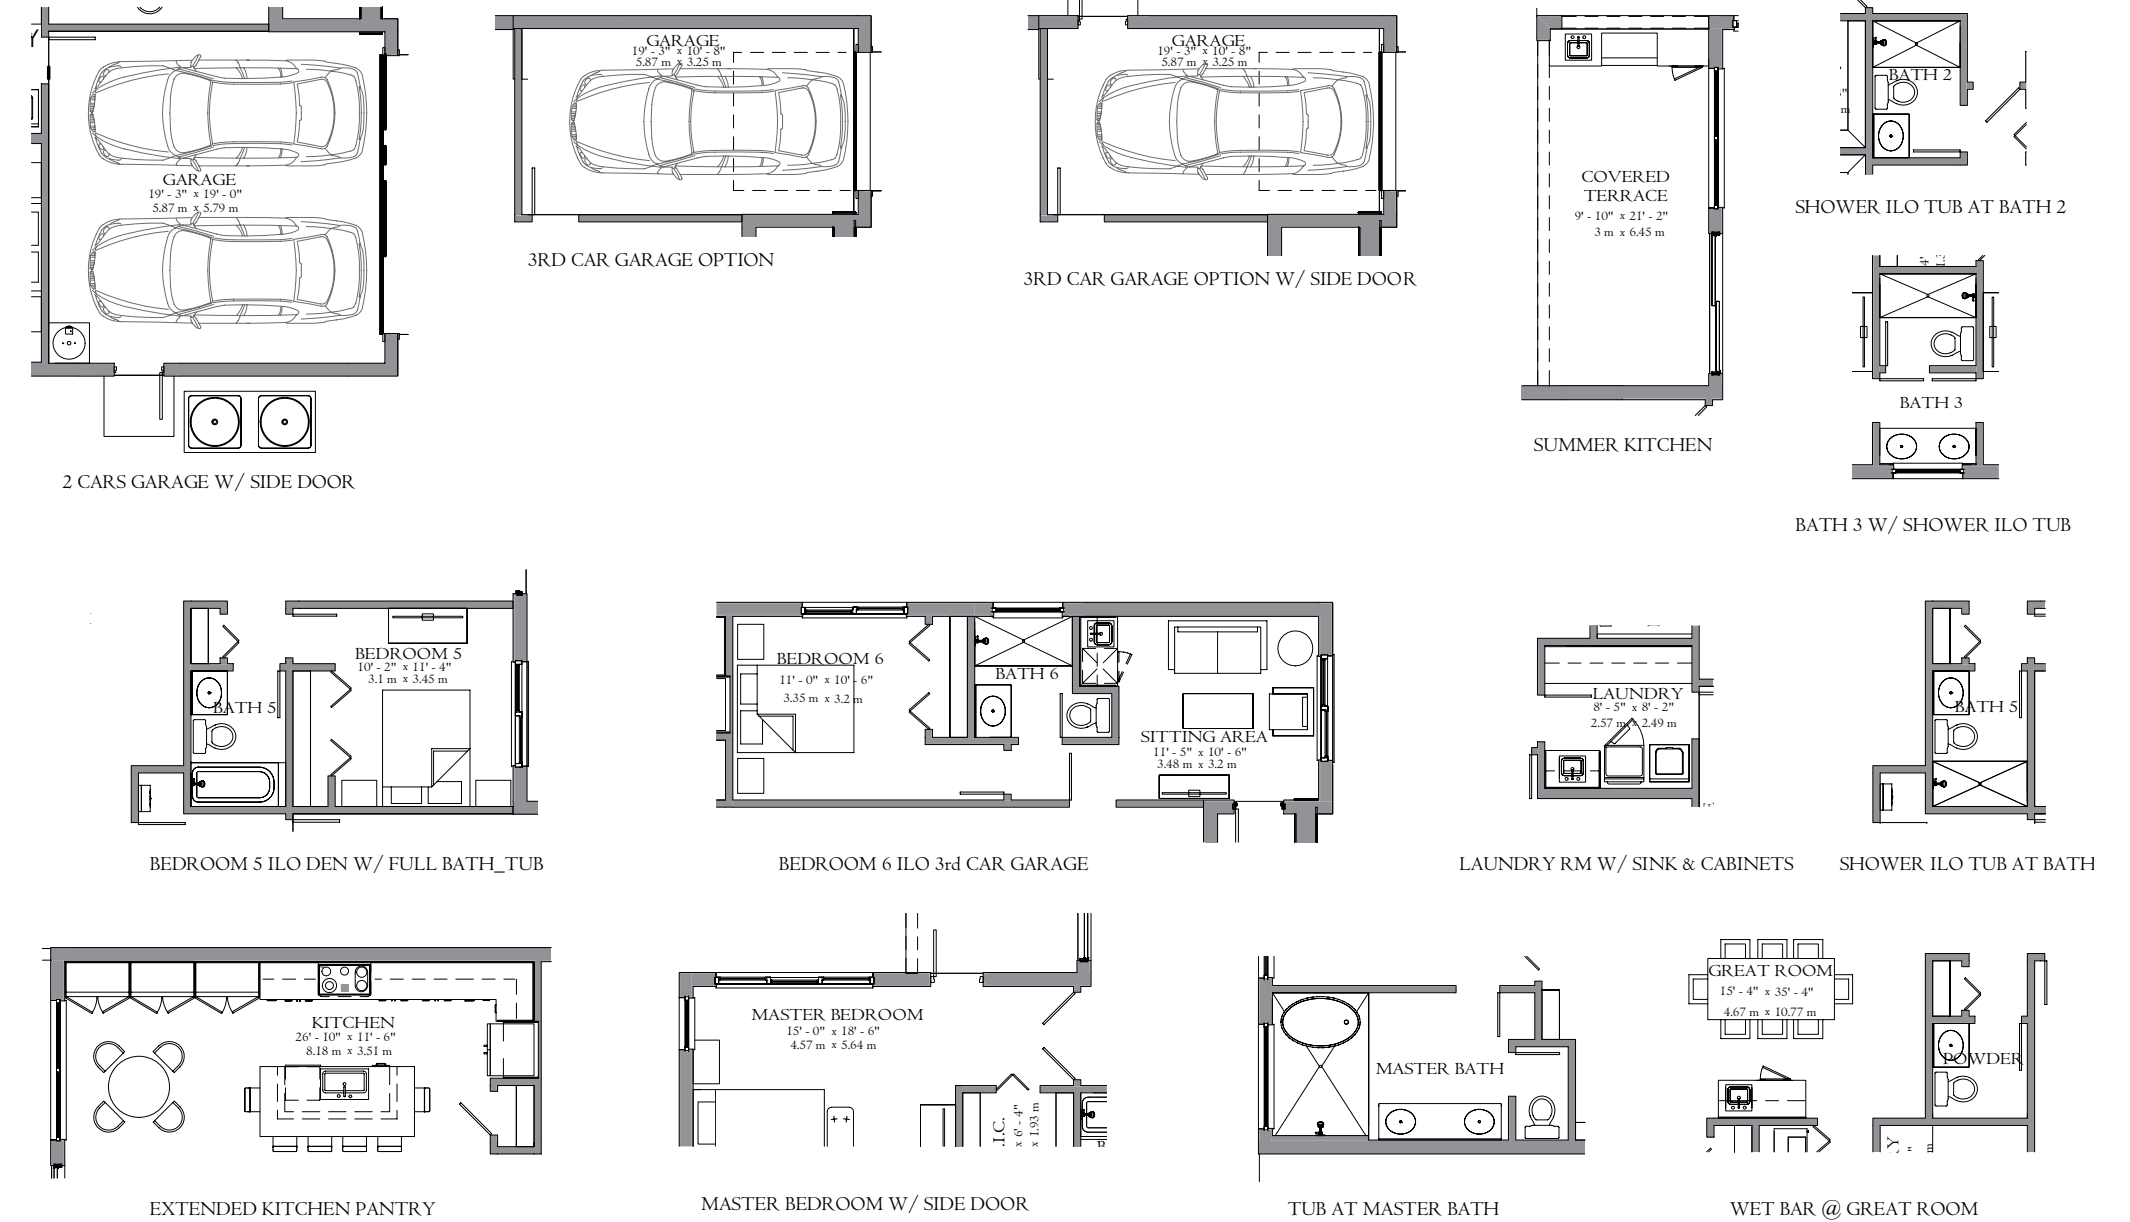 GARAGE
19' - 3" x 19' - 0"
5.87 m x 5.79 m
2 CARS GARAGE W/ SIDE DOOR
GARAGE
19' - 3" x 10' - 8"
5.87 m x 3.25 m
3RD CAR GARAGE OPTION
GARAGE
19' - 3" x 10' - 8"
5.87 m x 3.25 m
3RD CAR GARAGE OPTION W/ SIDE DOOR
COVERED
TERRACE
9' - 10" x 21' - 2"
3 m x 6.45 m
SUMMER KITCHEN
BATH 2
SHOWER ILO TUB AT BATH 2
BATH 3
BATH 3 W/ SHOWER ILO TUB
BEDROOM 5
10' - 2" x 11' - 4"
3.1 m x 3.45 m
BATH 5
BEDROOM 5 ILO DEN W/ FULL BATH_TUB
BEDROOM 6
11' - 0" x 10' - 6"
3.35 m x 3.2 m
BATH 6
SITTING AREA
11' - 5" x 10' - 6"
3.48 m x 3.2 m
BEDROOM 6 ILO 3rd CAR GARAGE
LAUNDRY
8' - 5" x 8' - 2"
2.57 m x 2.49 m
LAUNDRY RM W/ SINK & CABINETS
BATH 5
SHOWER ILO TUB AT BATH
KITCHEN
26' - 10" x 11' - 6"
8.18 m x 3.51 m
EXTENDED KITCHEN PANTRY
MASTER BEDROOM
15' - 0" x 18' - 6"
4.57 m x 5.64 m
.I.C.
x 6' - 4"
x 1.93 m
MASTER BEDROOM W/ SIDE DOOR
MASTER BATH
TUB AT MASTER BATH
GREAT ROOM
15' - 4" x 35' - 4"
4.67 m x 10.77 m
POWDER
WET BAR @ GREAT ROOM